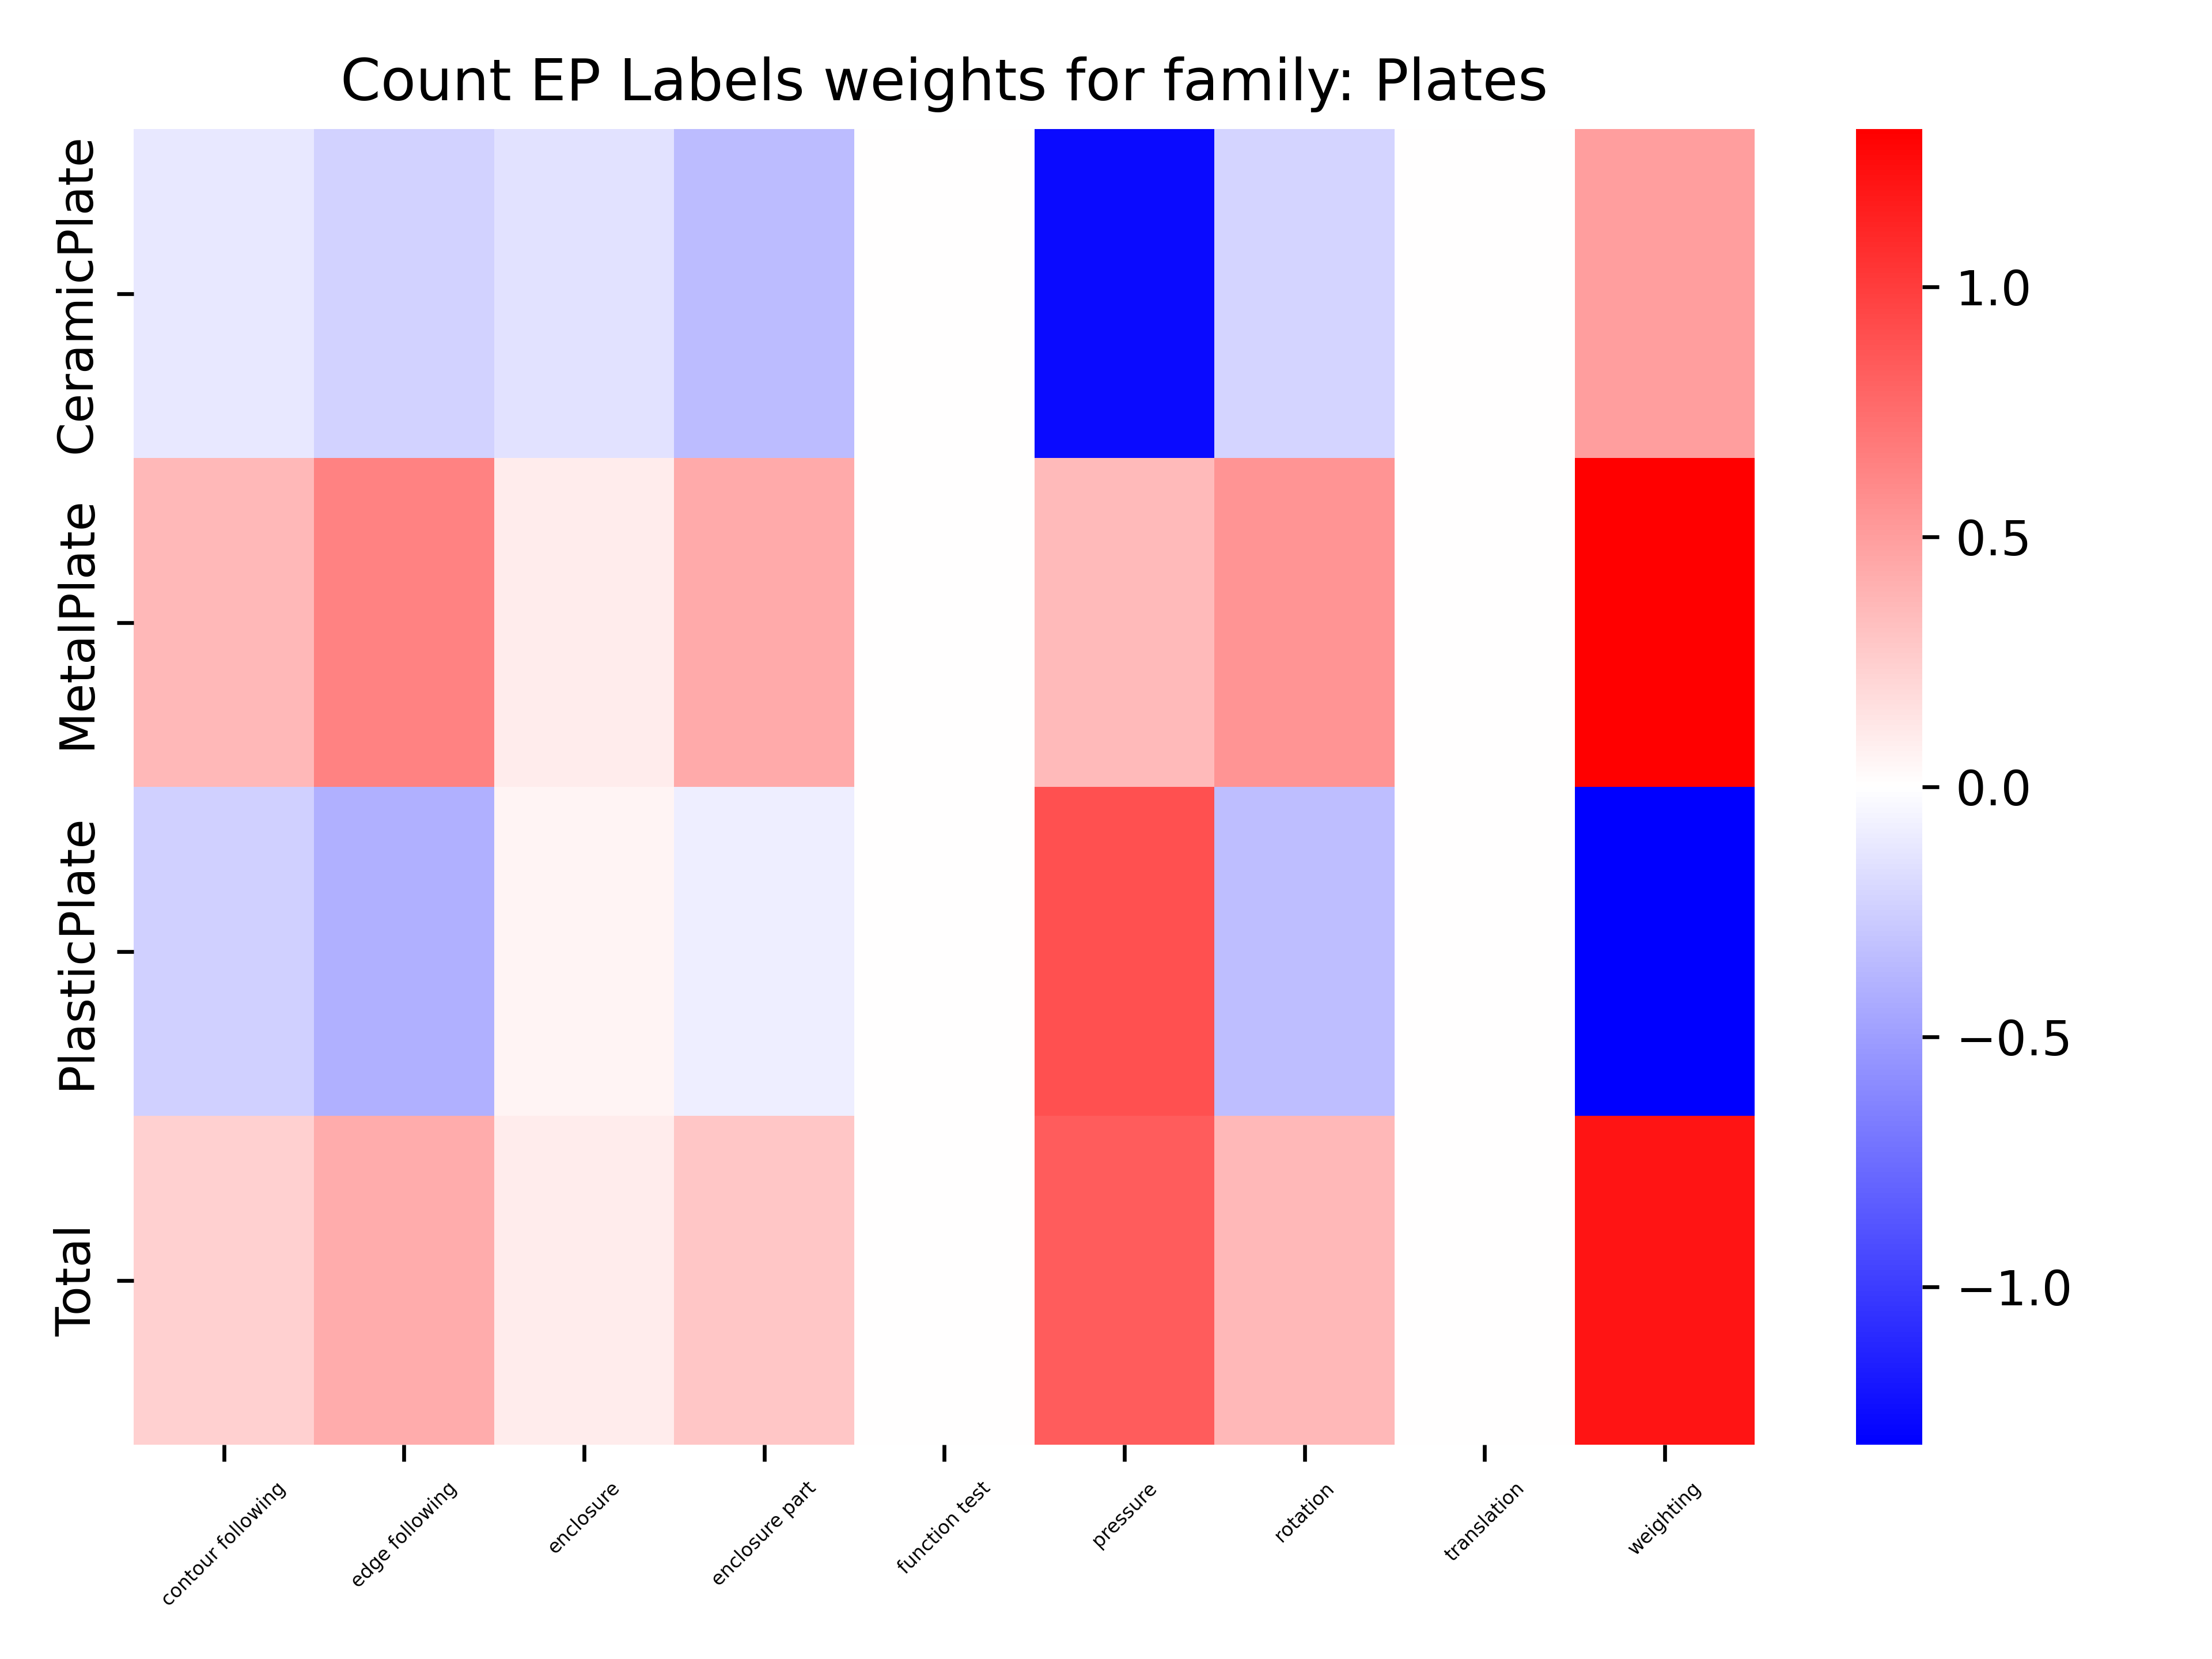 Count EP Labels weights for family: Plates
CeramicPlate
MetalPlate
PlasticPlate
Total
contour following
edge following
enclosure
enclosure part
function test
pressure
rotation
translation
weighting
1.0
0.5
0.0
−0.5
−1.0